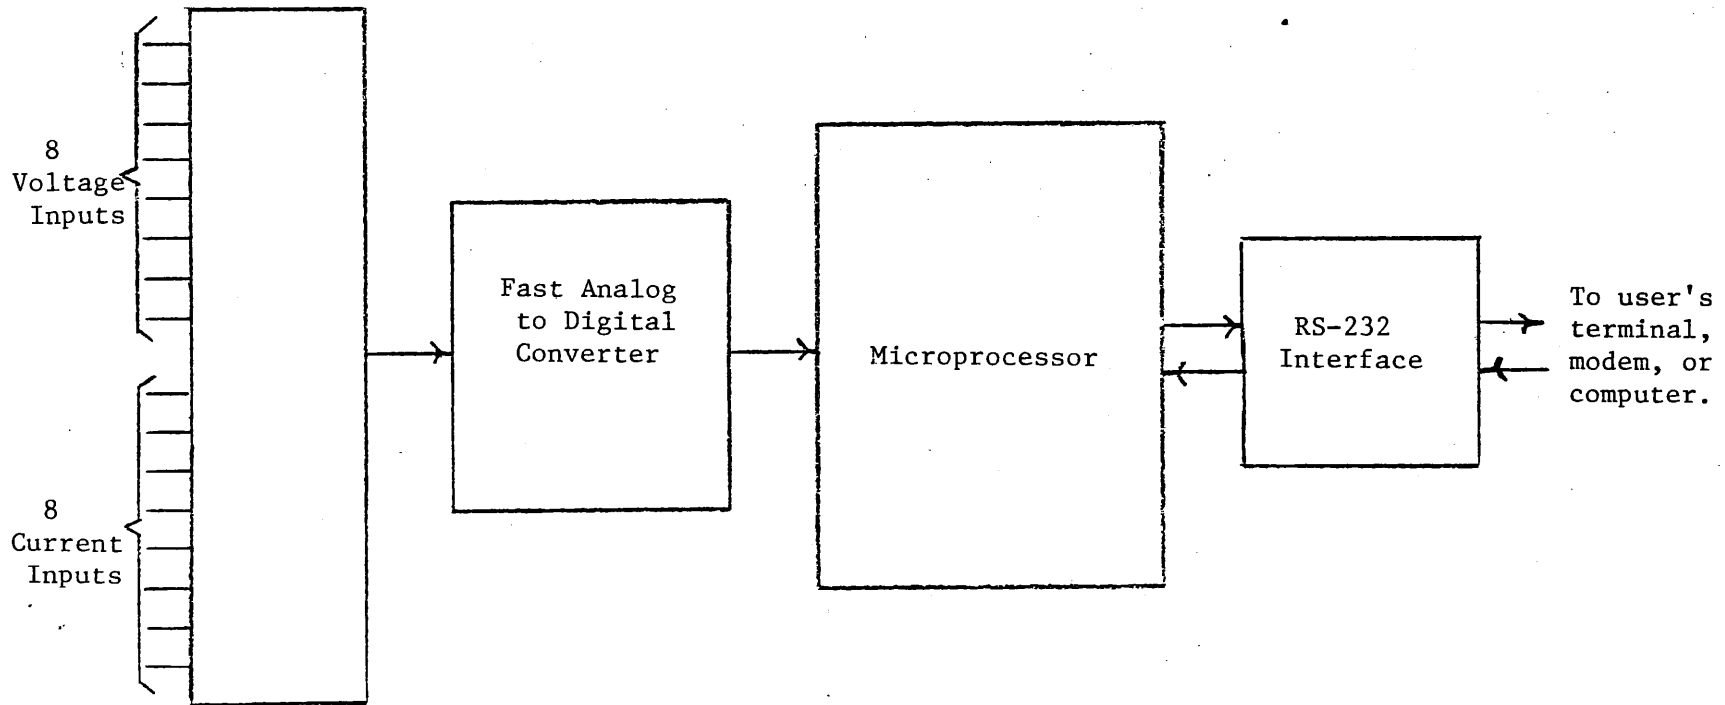 8
Voltage
Inputs
8
Current
Inputs
Fast Analog
to Digital
Converter
Microprocessor
RS-232
Interface
To user's
terminal,
modem, or
computer.